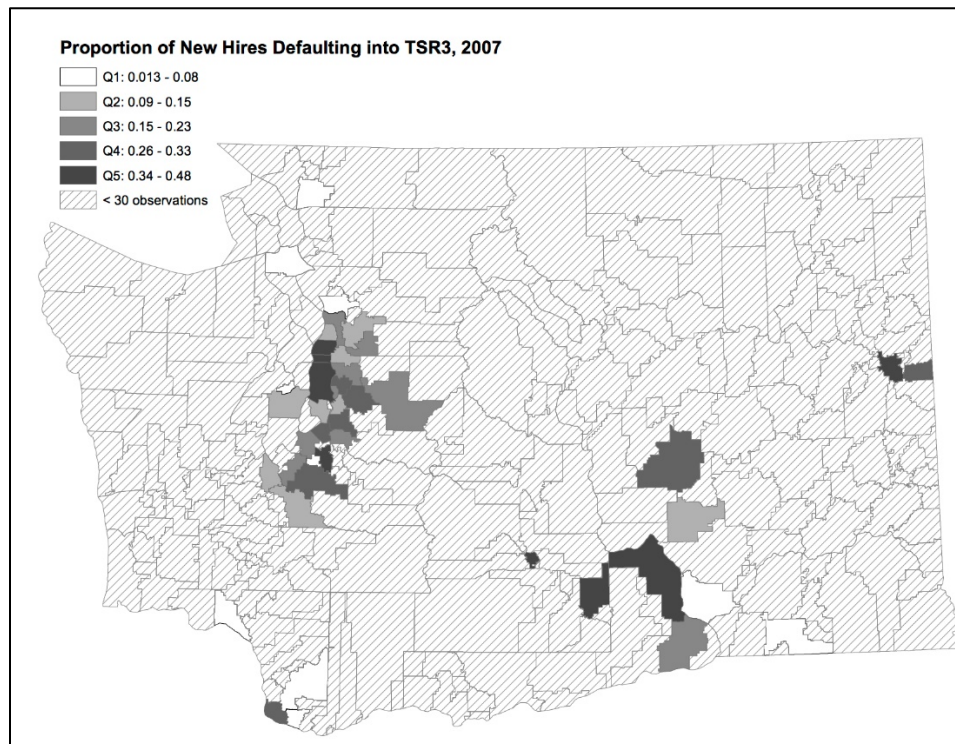 Proportion of New Hires Defaulting into TSR3, 2007
Q1: 0.013 - 0.08
Q2: 0.09 - 0.15
Q3: 0.15 - 0.23
Q4: 0.26 - 0.33
Q5: 0.34 - 0.48
< 30 observations